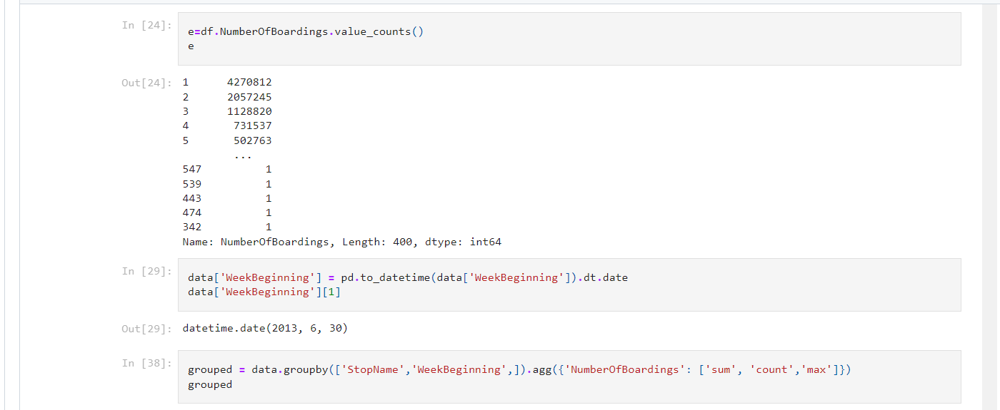 In [24]:
e=df.NumberOfBoardings.value_counts()
e
Out[24]:
1 4270812
2 2057245
3 1128820
4 731537
5 502763
...
547 1
539 1
443 1
474 1
342 1
Name: NumberOfBoardings, Length: 400, dtype: int64
In [29]:
data['WeekBeginning'] = pd.to_datetime(data['WeekBeginning']).dt.date
data['WeekBeginning'][1]
Out[29]:
datetime.date(2013, 6, 30)
In [38]:
grouped = data.groupby(['StopName','WeekBeginning',]).agg({'NumberOfBoardings': ['sum', 'count','max']})
grouped